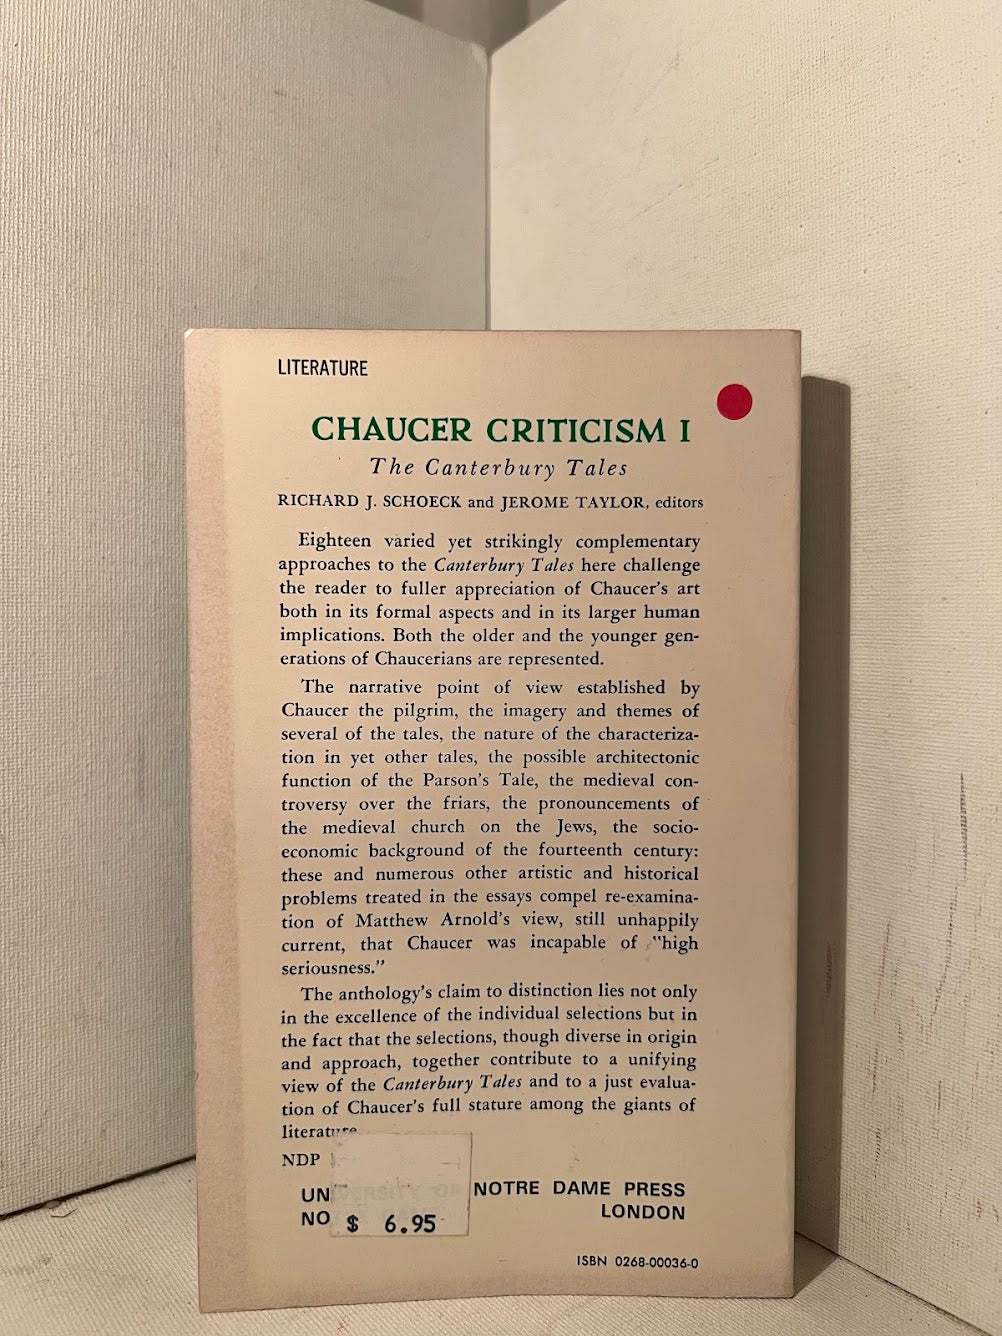 LITERATURE
CHAUCER CRITICISM I
The Canterbury Tales
RICHARD J. SCHOECK and JEROME TAYLOR, editors
Eighteen varied yet strikingly complementary
approaches to the Canterbury Tales here challenge
the reader to fuller appreciation of Chaucer's art
both in its formal aspects and in its larger human
implications. Both the older and the younger gen-
erations of Chaucerians are represented.
The narrative point of view established by
Chaucer the pilgrim, the imagery and themes of
several of the tales, the nature of the characteriza-
tion in yet other tales, the possible architectonic
function of the Parson's Tale, the medieval con-
troversy over the friars, the pronouncements of
the medieval church on the Jews, the socio-
economic background of the fourteenth century:
these and numerous other artistic and historical
problems treated in the essays compel re-examina-
tion of Matthew Arnold's view, still unhappily
current, that Chaucer was incapable of "high
seriousness."
The anthology's claim to distinction lies not only
in the excellence of the individual selections but in
the fact that the selections, though diverse in origin
and approach, together contribute to a unifying
view of the Canterbury Tales and to a just evalua-
tion of Chaucer's full stature among the giants of
literature
NDP
UNIVERSITY OF NOTRE DAME PRESS
NO LONDON
$ 6.95
ISBN 0268-00036-0